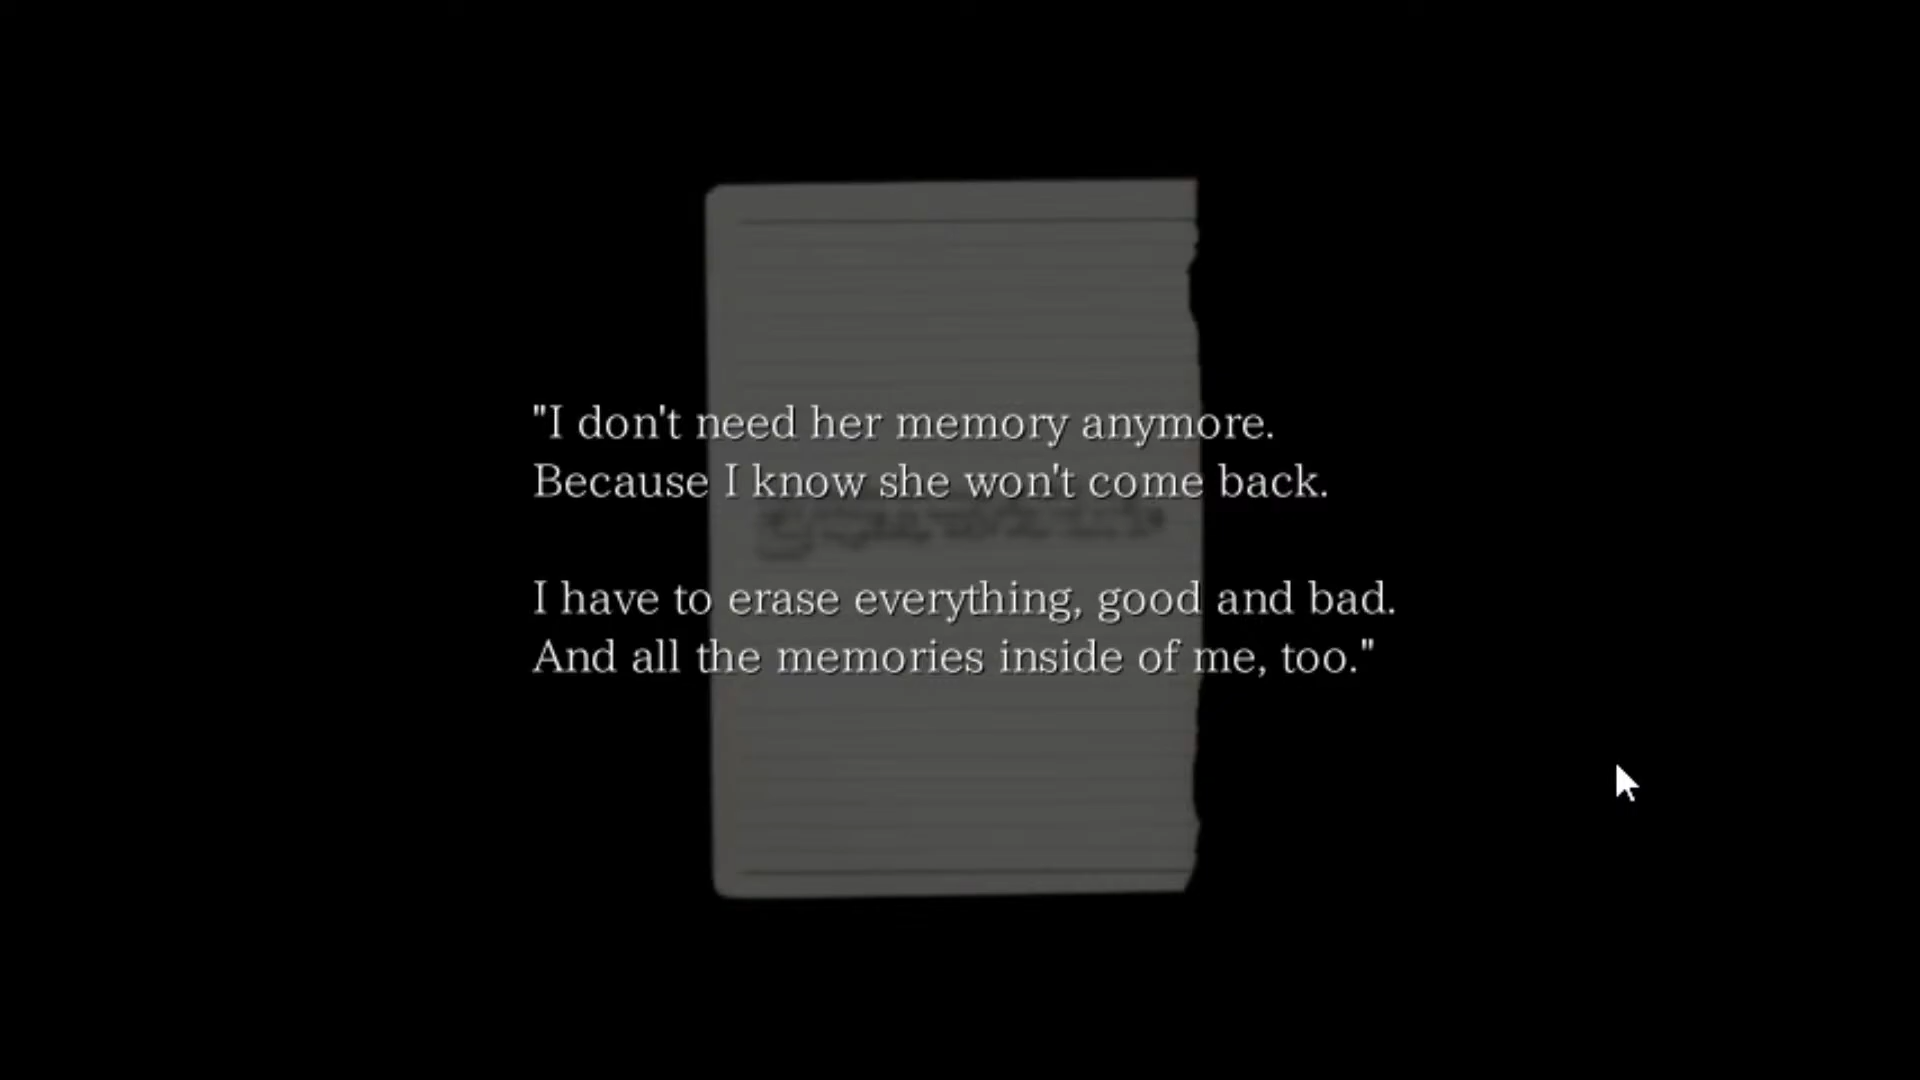 "I don't need her memory anymore.
Because I know she won't come back.
I have to erase everything, good and bad.
And all the memories inside of me, too."